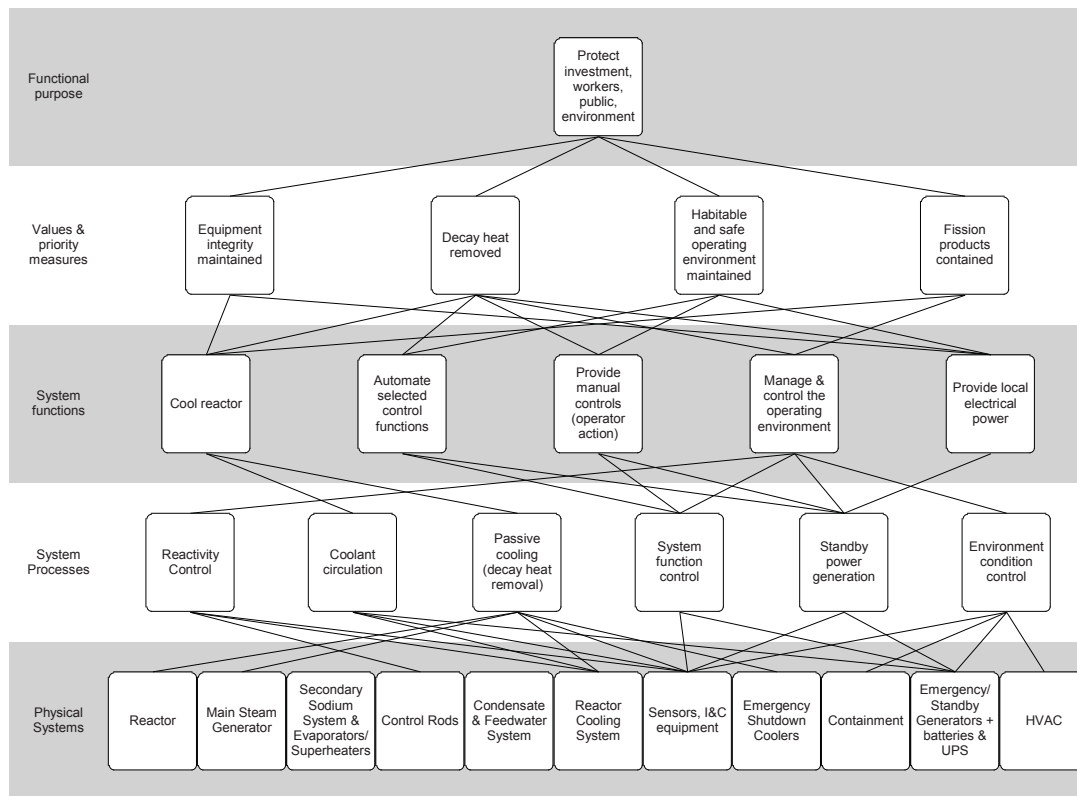 Functional
purpose
Protect
investment,
workers,
public,
environment
Values &
priority
measures
Equipment
integrity
maintained
Decay heat
removed
Habitable
and safe
operating
environment
maintained
Fission
products
contained
System
functions
Cool reactor
Automate
selected
control
functions
Provide
manual
controls
(operator
action)
Manage &
control the
operating
environment
Provide local
electrical
power
System
Processes
Reactivity
Control
Coolant
circulation
Passive
cooling
(decay heat
removal)
System
function
control
Standby
power
generation
Environment
condition
control
Physical
Systems
Reactor
Main Steam
Generator
Secondary
Sodium
System &
Evaporators/
Superheaters
Control Rods
Condensate
& Feedwater
System
Reactor
Cooling
System
Sensors, I&C
equipment
Emergency
Shutdown
Coolers
Containment
Emergency/
Standby
Generators +
batteries &
UPS
HVAC